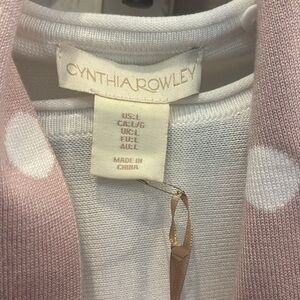 CYNTHIA ROWLEY
US:L
CA:L/G
UK:L
EU:L
AU:L
MADE IN
CHINA